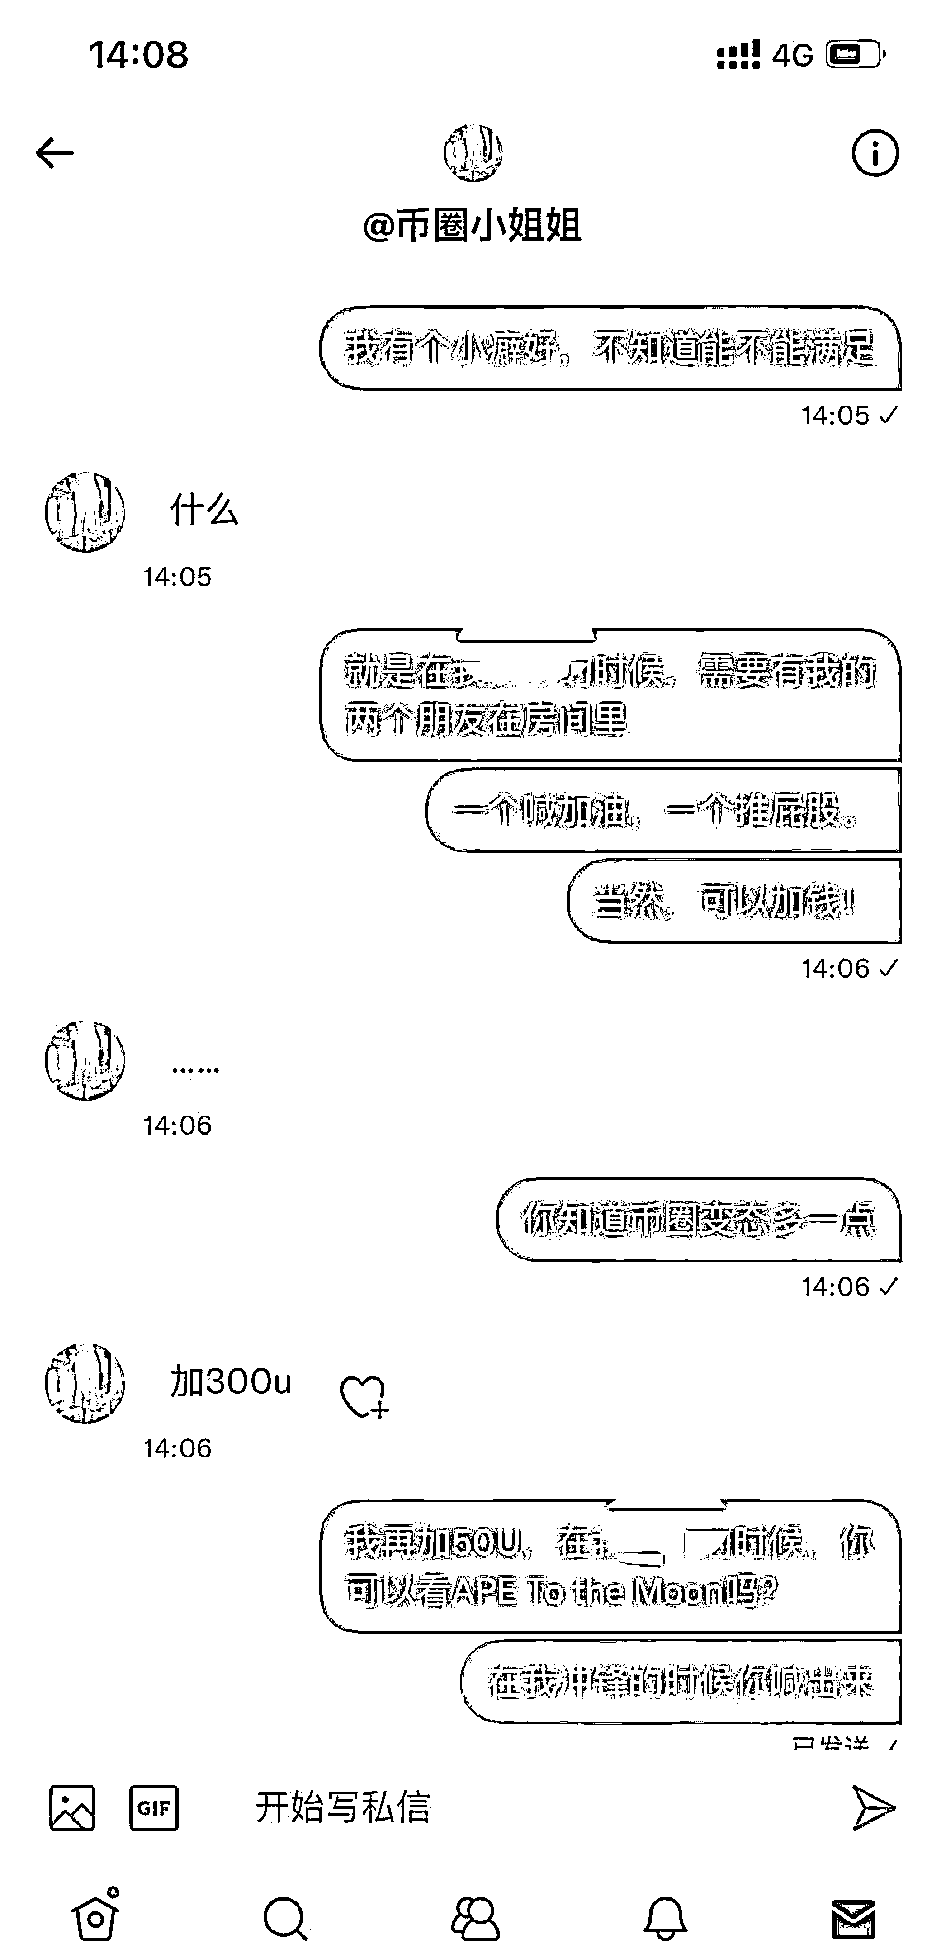 14:08
4G
@币圈小姐姐
我有个小癖好，不知道能不能满足
14:05 ✓
什么
14:05
就是在我 时候，需要有我的
两个朋友在房间里
一个喊加油，一个推屁股。
当然，可以加钱！
14:06 ✓
……
14:06
你知道币圈变态多一点
14:06 ✓
加300u
14:06
我再加50U，在 时候，你
可以看APE To the Moon吗？
在我冲锋的时候你喊出来
已发送 ✓
GIF
开始写私信